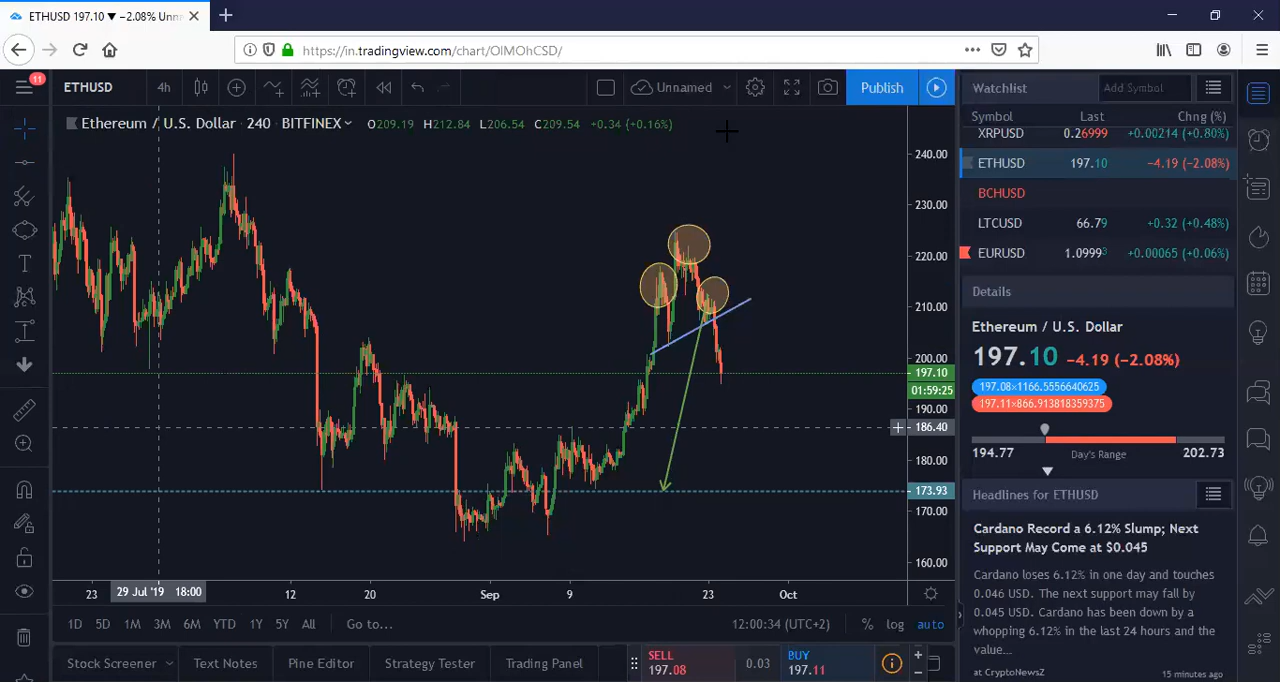 ETHUSD 197.10 ▼ −2.08% Unna
https://in.tradingview.com/chart/OlMOhCSD/
11
ETHUSD 4h Unnamed Publish
Ethereum / U.S. Dollar · 240 · BITFINEX O209.19 H212.84 L206.54 C209.54 +0.34 (+0.16%)
240.00
230.00
220.00
210.00
200.00
197.10
01:59:25
190.00
186.40
180.00
173.93
170.00
160.00
23 29 Jul '19 18:00 12 20 Sep 9 23 Oct
1D 5D 1M 3M 6M YTD 1Y 5Y All Go to... 12:00:34 (UTC+2) % log auto
Stock Screener Text Notes Pine Editor Strategy Tester Trading Panel
SELL
197.08
0.03
BUY
197.11
Watchlist Add Symbol
Symbol Last Chng (%)
XRPUSD 0.26999 +0.00214 (+0.80%)
ETHUSD 197.10 −4.19 (−2.08%)
BCHUSD
LTCUSD 66.79 +0.32 (+0.48%)
EURUSD 1.09993 +0.00065 (+0.06%)
Details
Ethereum / U.S. Dollar
197.10 −4.19 (−2.08%)
197.08×1166.5556640625
197.11×866.913818359375
194.77 Day's Range 202.73
Headlines for ETHUSD
Cardano Record a 6.12% Slump; Next
Support May Come at $0.045
Cardano loses 6.12% in one day and touches
0.046 USD. The next support may fall by
0.045 USD. Cardano has been down by a
whopping 6.12% in the last 24 hours and the
value...
at CryptoNewsZ 15 minutes ago